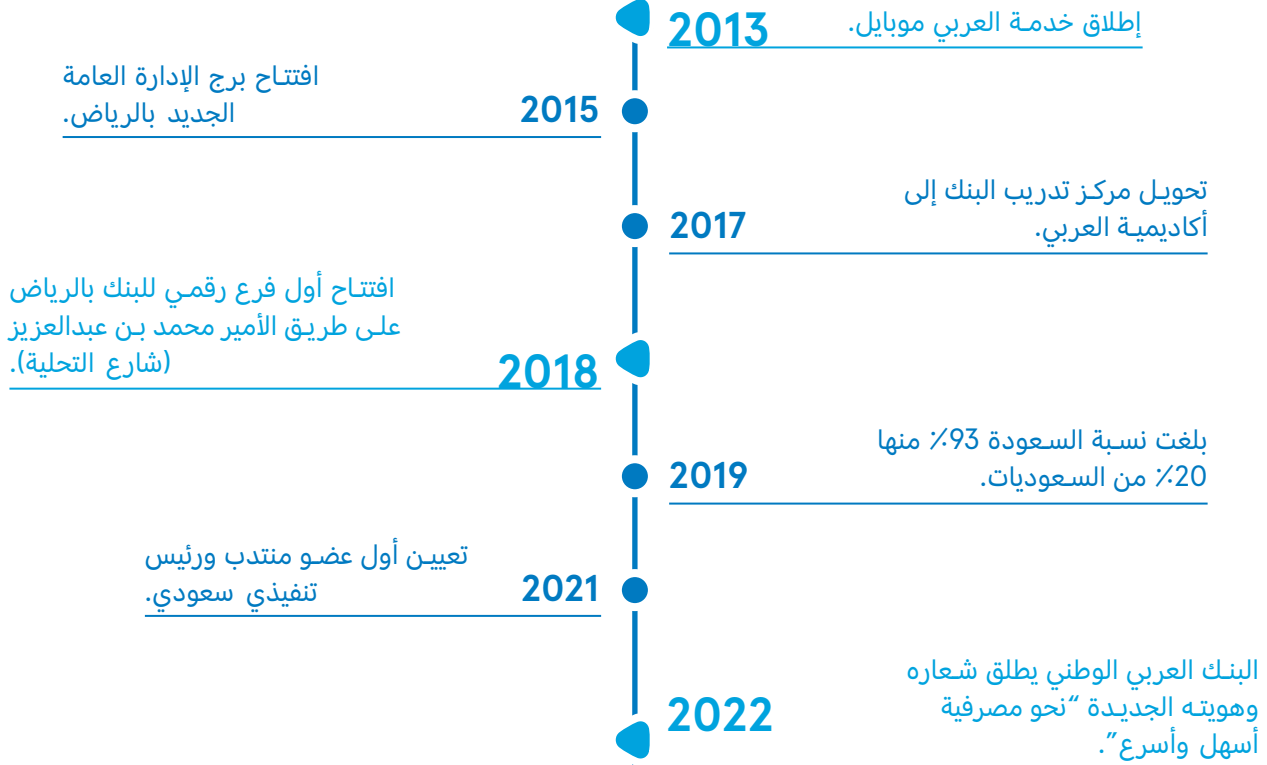 2013
إطلاق خدمة العربي موبايل.
2015
افتتاح برج الإدارة العامة
الجديد بالرياض.
2017
تحويل مركز تدريب البنك إلى
أكاديمية العربي.
2018
افتتاح أول فرع رقمي للبنك بالرياض
على طريق الأمير محمد بن عبدالعزيز
(شارع التحلية).
2019
بلغت نسبة السعودة 93٪ منها
20٪ من السعوديات.
2021
تعيين أول عضو منتدب ورئيس
تنفيذي سعودي.
2022
البنك العربي الوطني يطلق شعاره
وهويته الجديدة “نحو مصرفية
أسهل وأسرع”.